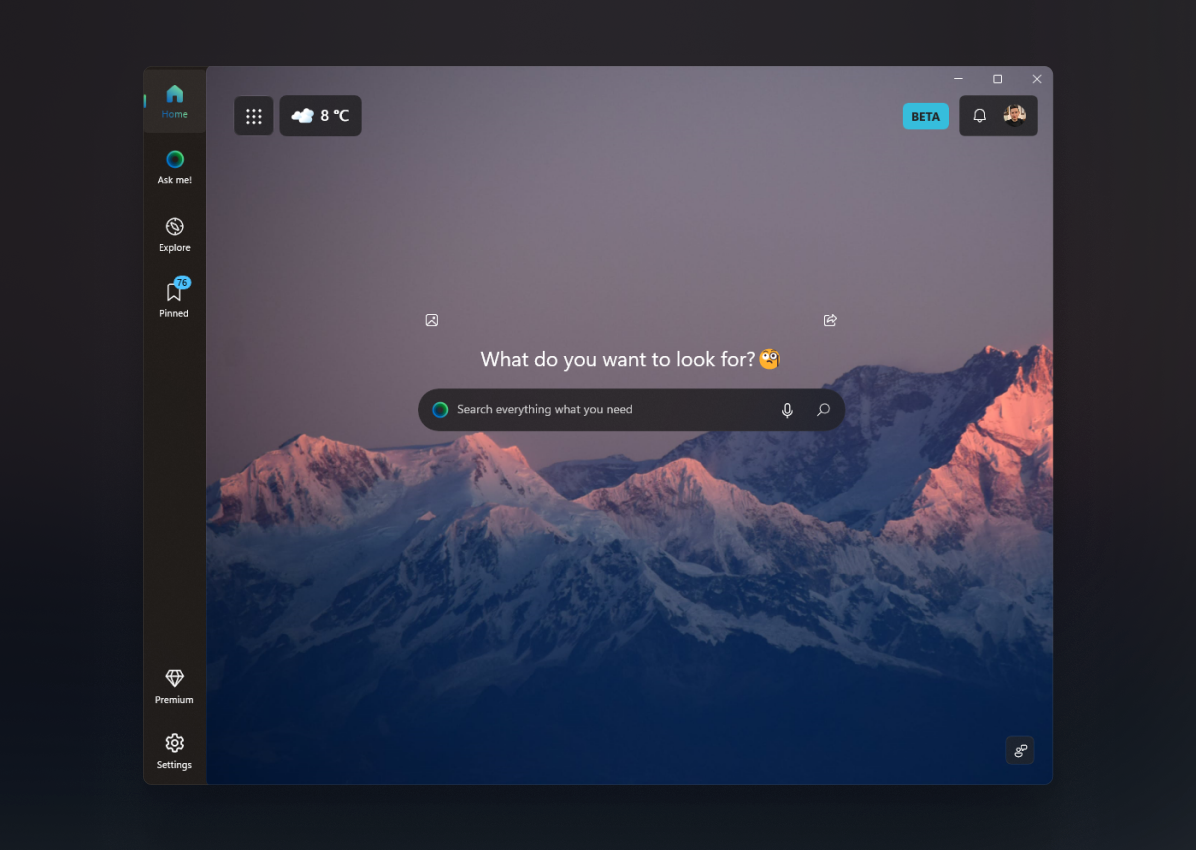 Home
Ask me!
Explore
76
Pinned
Premium
Settings
8 °C
BETA
What do you want to look for?🧐
Search everything what you need